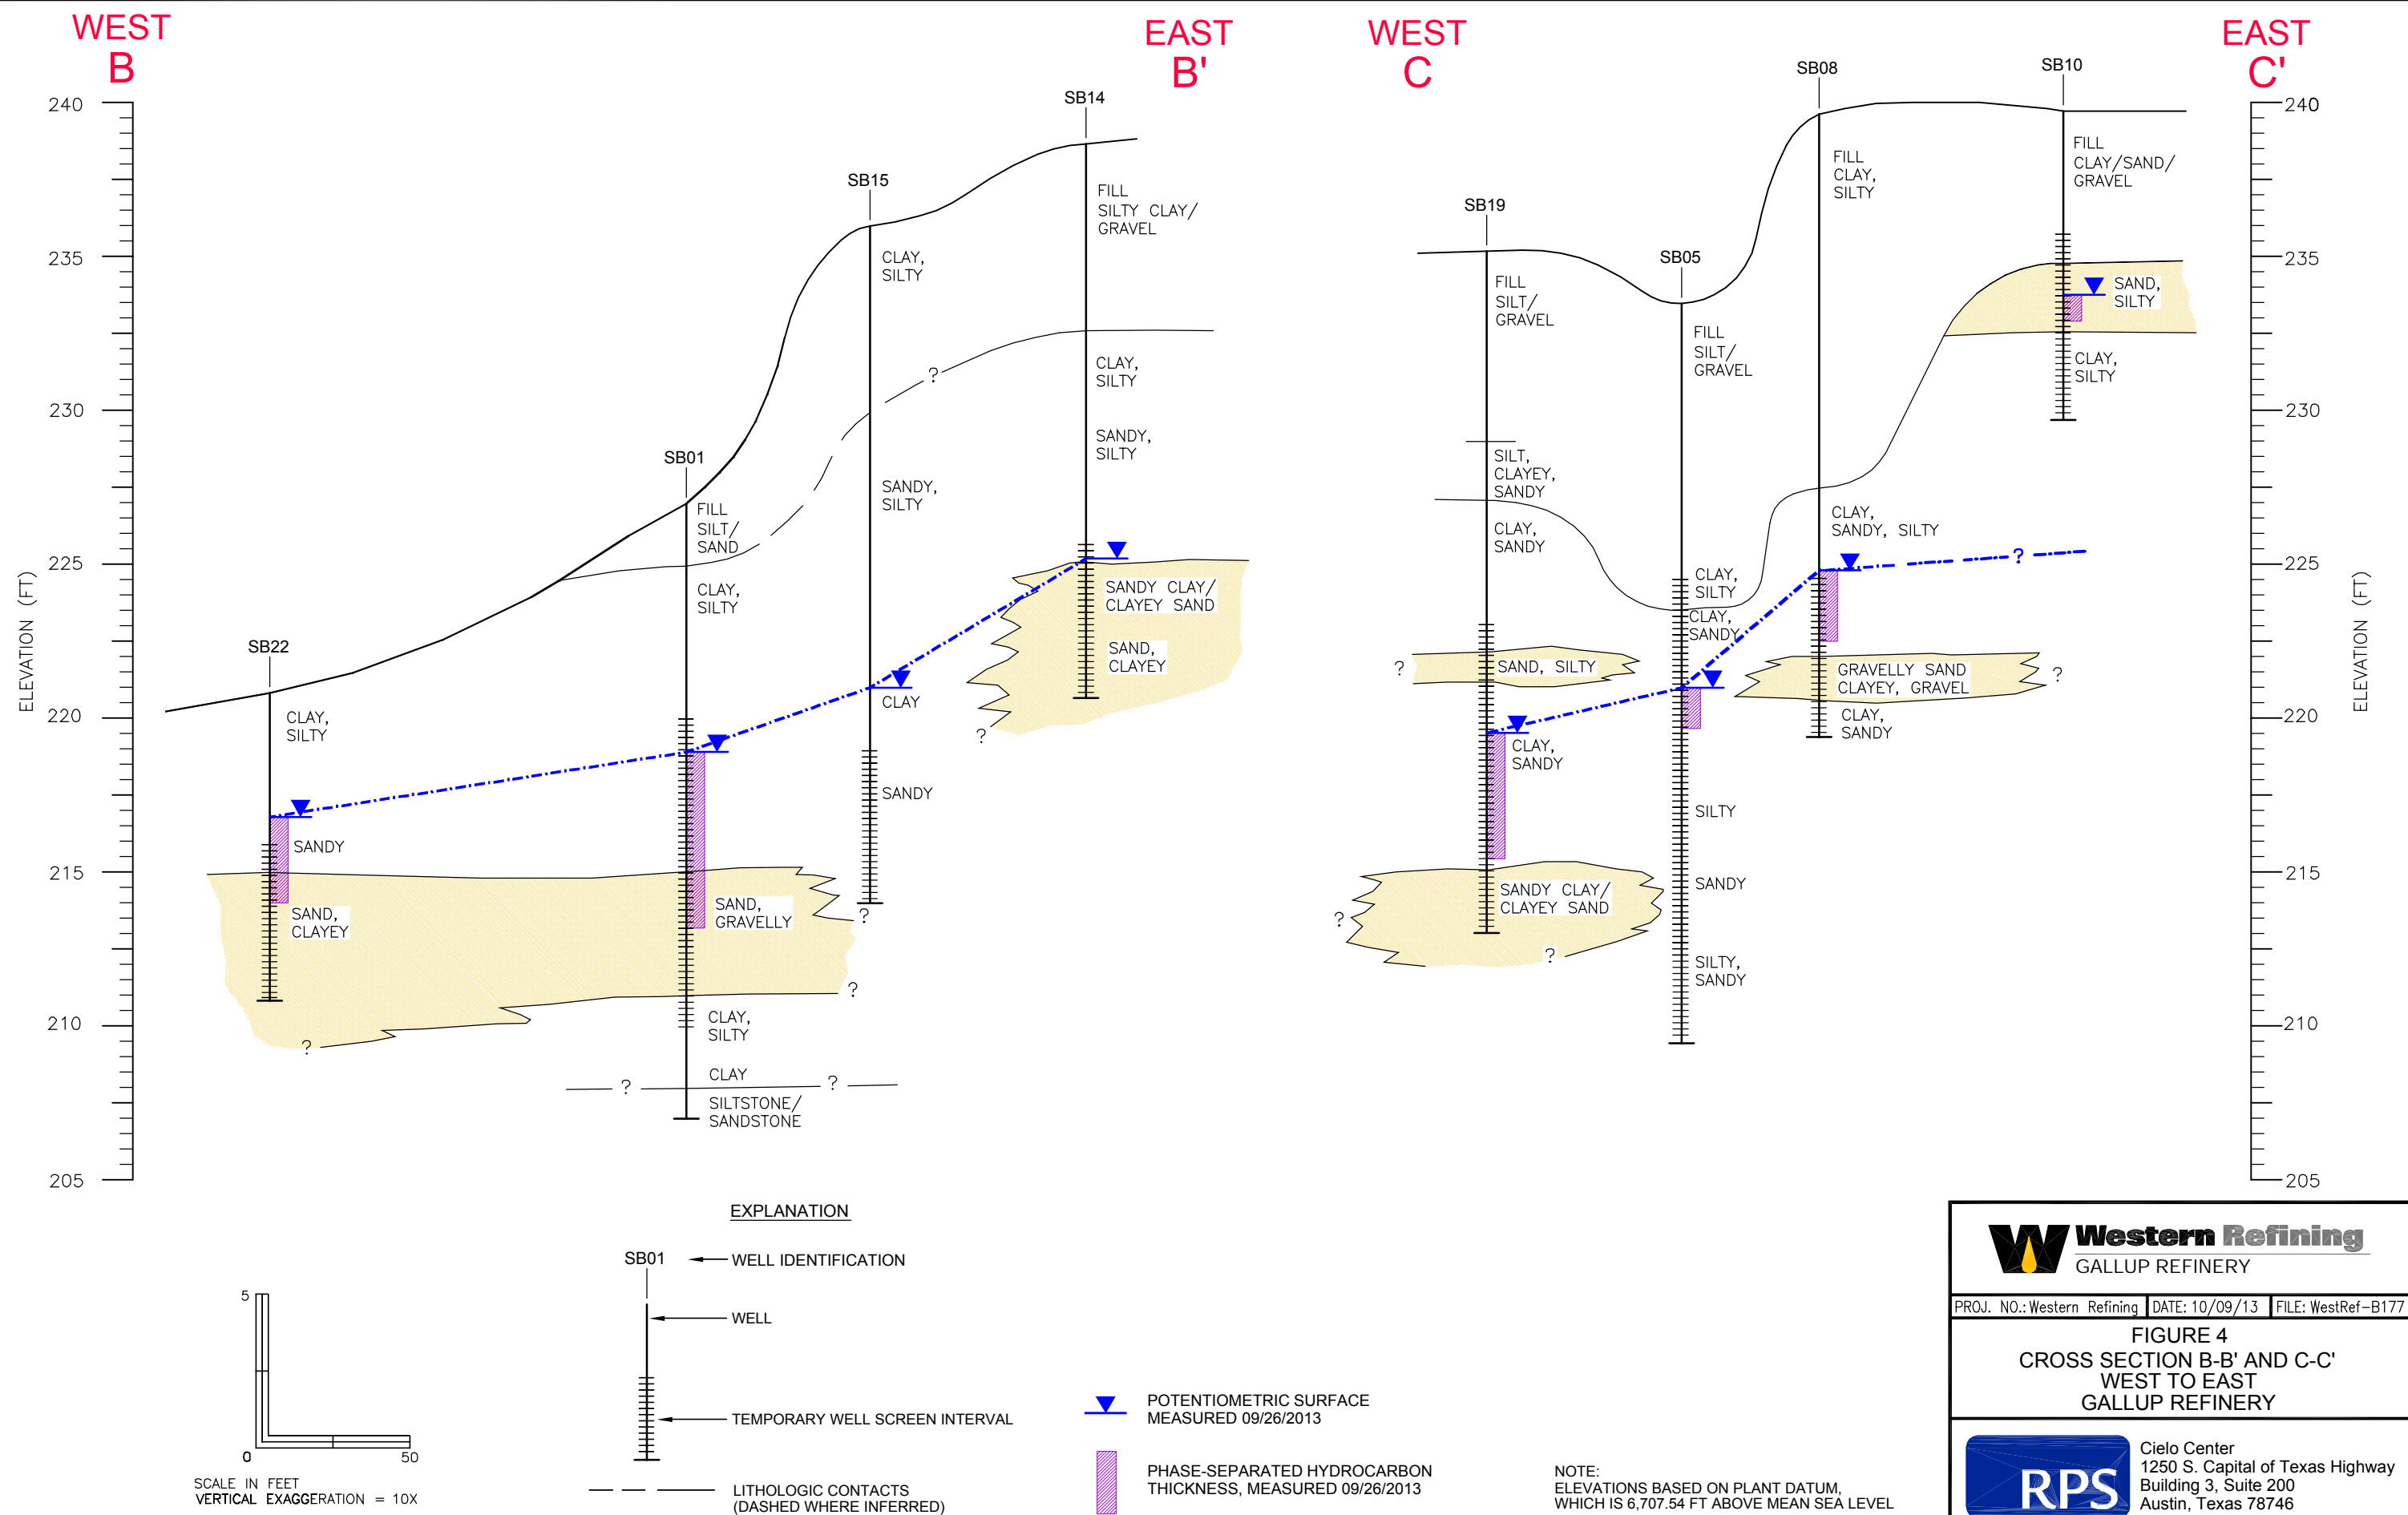 WEST
B
EAST
B'
WEST
C
EAST
C'
240
235
230
225
220
215
210
205
ELEVATION (FT)
SB22
CLAY,
SILTY
SANDY
SAND,
CLAYEY
?
SB01
FILL
SILT/
SAND
CLAY,
SILTY
SAND,
GRAVELLY
CLAY,
SILTY
CLAY
SILTSTONE/
SANDSTONE
?
?
?
?
SB15
CLAY,
SILTY
?
SANDY,
SILTY
CLAY
SANDY
SB14
FILL
SILTY CLAY/
GRAVEL
CLAY,
SILTY
SANDY,
SILTY
SANDY CLAY/
CLAYEY SAND
SAND,
CLAYEY
?
SB19
FILL
SILT/
GRAVEL
SILT,
CLAYEY,
SANDY
CLAY,
SANDY
?
SAND, SILTY
CLAY,
SANDY
?
SANDY CLAY/
CLAYEY SAND
?
SB05
FILL
SILT/
GRAVEL
CLAY,
SILTY
CLAY,
SANDY
SILTY
SANDY
SILTY,
SANDY
SB08
FILL
CLAY,
SILTY
CLAY,
SANDY, SILTY
?
GRAVELLY SAND
CLAYEY, GRAVEL
?
CLAY,
SANDY
SB10
FILL
CLAY/SAND/
GRAVEL
SAND,
SILTY
CLAY,
SILTY
240
235
230
225
220
215
210
205
ELEVATION (FT)
EXPLANATION
SB01
WELL IDENTIFICATION
WELL
TEMPORARY WELL SCREEN INTERVAL
LITHOLOGIC CONTACTS
(DASHED WHERE INFERRED)
5
0
50
SCALE IN FEET
VERTICAL EXAGGERATION = 10X
POTENTIOMETRIC SURFACE
MEASURED 09/26/2013
PHASE-SEPARATED HYDROCARBON
THICKNESS, MEASURED 09/26/2013
NOTE:
ELEVATIONS BASED ON PLANT DATUM,
WHICH IS 6,707.54 FT ABOVE MEAN SEA LEVEL
Western Refining
GALLUP REFINERY
PROJ. NO.: Western Refining DATE: 10/09/13 FILE: WestRef-B177
FIGURE 4
CROSS SECTION B-B' AND C-C'
WEST TO EAST
GALLUP REFINERY
RPS
Cielo Center
1250 S. Capital of Texas Highway
Building 3, Suite 200
Austin, Texas 78746